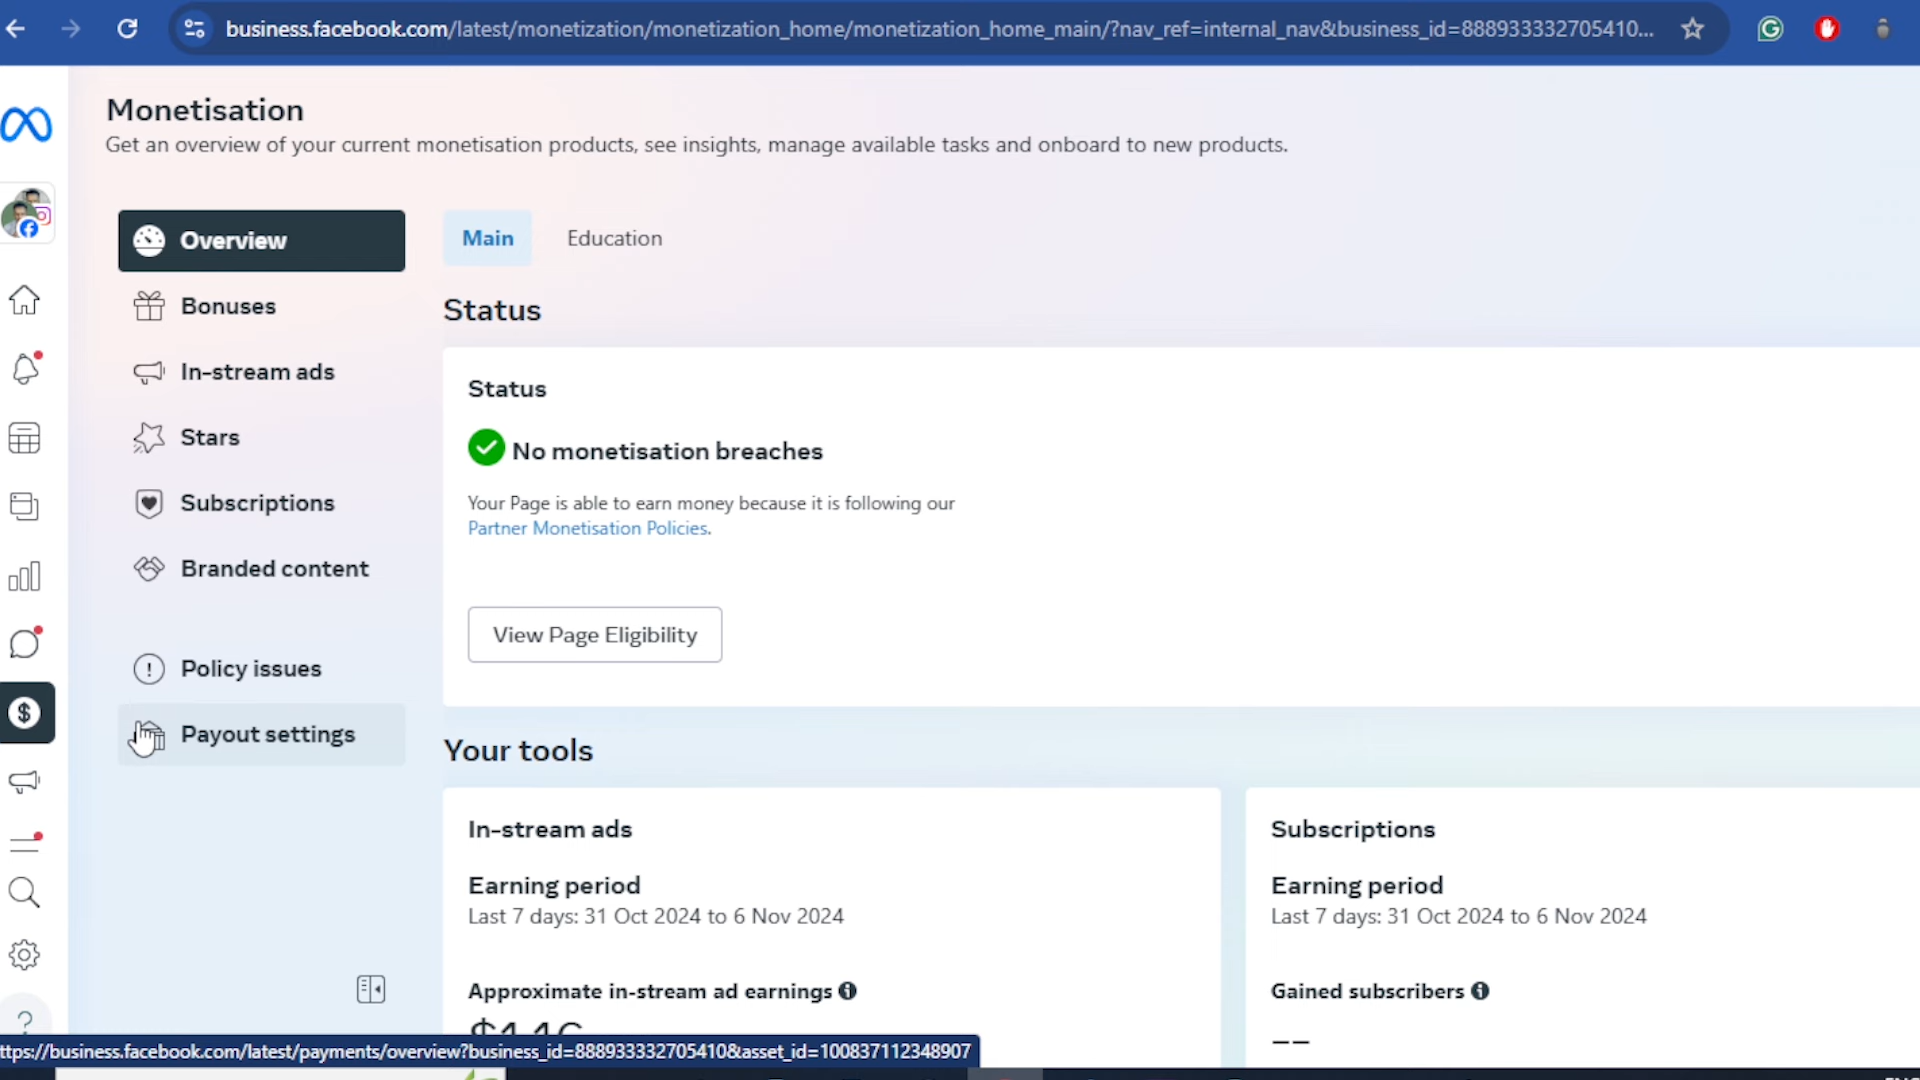 business.facebook.com/latest/monetization/monetization_home/monetization_home_main/?nav_ref=internal_nav&business_id=888933332705410...
Monetisation
Get an overview of your current monetisation products, see insights, manage available tasks and onboard to new products.
Overview
Bonuses
In-stream ads
Stars
Subscriptions
Branded content
Policy issues
Payout settings
Main
Education
Status
Status
No monetisation breaches
Your Page is able to earn money because it is following our
Partner Monetisation Policies.
View Page Eligibility
Your tools
In-stream ads
Earning period
Last 7 days: 31 Oct 2024 to 6 Nov 2024
Approximate in-stream ad earnings
Subscriptions
Earning period
Last 7 days: 31 Oct 2024 to 6 Nov 2024
Gained subscribers
--
ttps://business.facebook.com/latest/payments/overview?business_id=888933332705410&asset_id=100837112348907